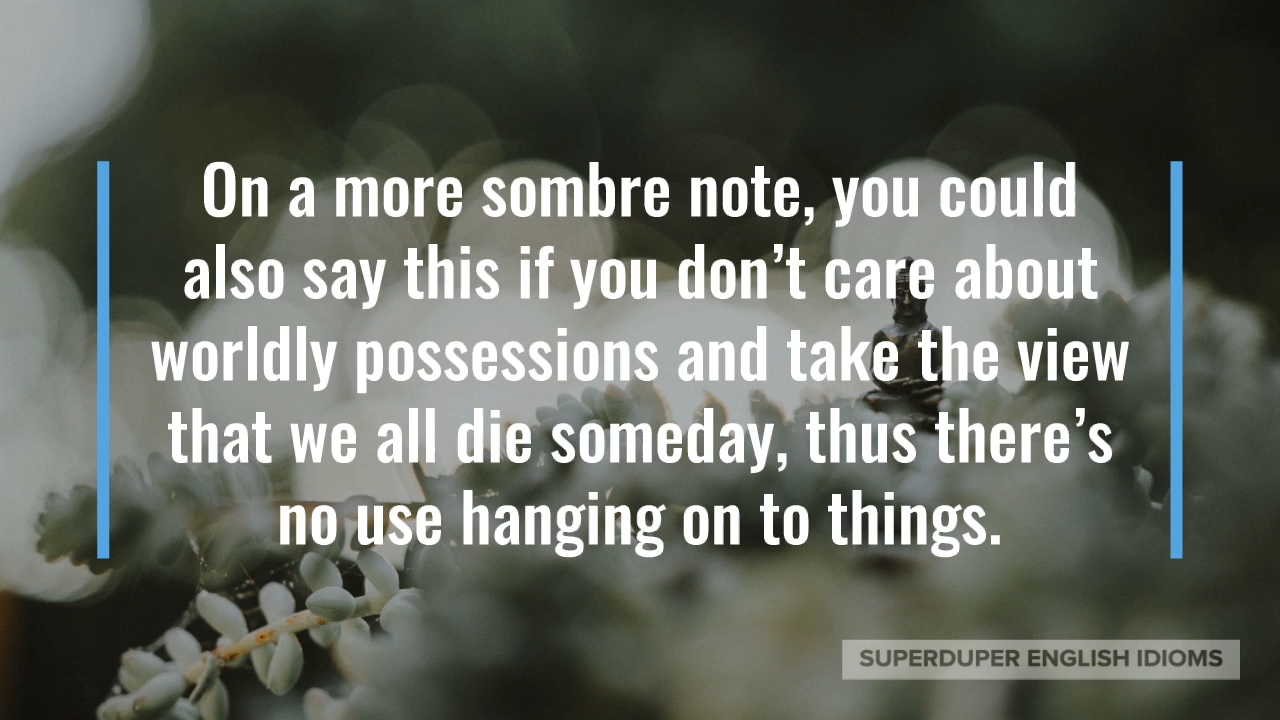 On a more sombre note, you could
also say this if you don’t care about
worldly possessions and take the view
that we all die someday, thus there’s
no use hanging on to things.
SUPERDUPER ENGLISH IDIOMS